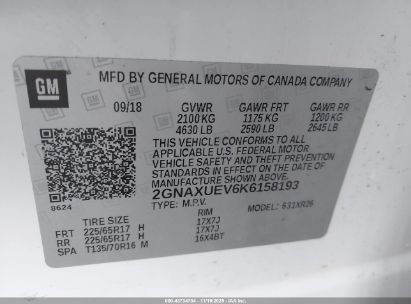 GM
MFD BY GENERAL MOTORS OF CANADA COMPANY
09/18 GVWR GAWR FRT GAWR RR
2100 KG 1175 KG 1200 KG
4630 LB 2590 LB 2645 LB
THIS VEHICLE CONFORMS TO ALL
APPLICABLE U.S. FEDERAL MOTOR
VEHICLE SAFETY AND THEFT PREVENTION
STANDARDS IN EFFECT ON THE DATE OF
MANUFACTURE SHOWN ABOVE.
2GNAXUEV6K6158193
8624 TYPE: M.P.V. MODEL: 631XR26
TIRE SIZE RIM
FRT 225/65R17 H 17X7J
RR 225/65R17 H 17X7J
SPA T135/70R16 M 16X4BT